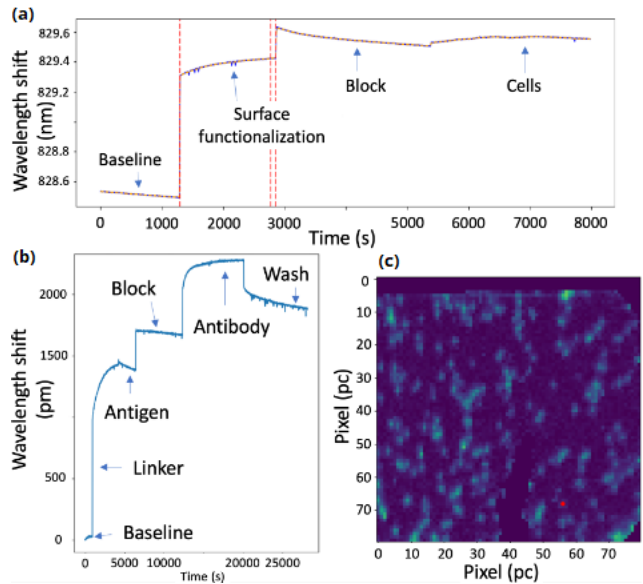 (a)
Wavelength shift
(nm)
829.6
829.4
829.2
828.8
828.6
Baseline
Surface
functionalization
Block
Cells
0
1000
2000
3000
4000
5000
6000
7000
8000
Time (s)
(b)
Wavelength shift
(pm)
2000
1500
500
0
Block
Wash
Antibody
Antigen
Linker
Baseline
0
5000
10000
15000
20000
25000
Time (s)
(c)
Pixel (pc)
0
10
20
30
40
50
60
70
0
10
20
30
40
50
60
70
Pixel (pc)